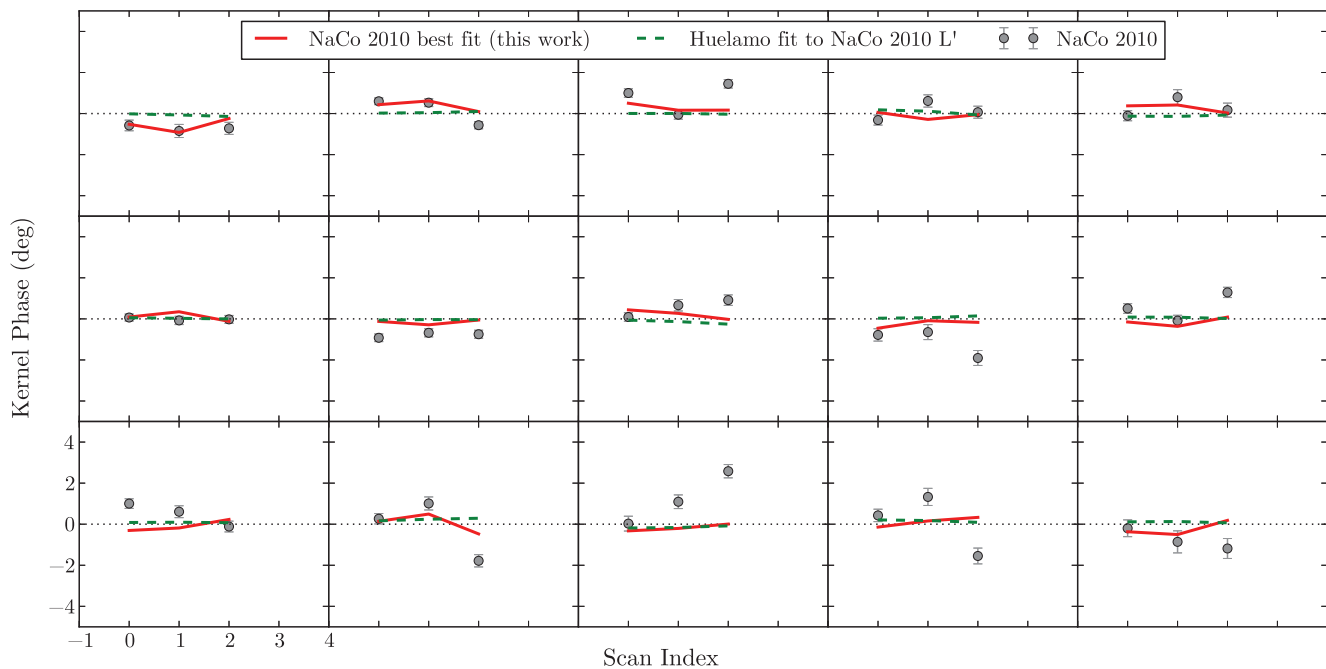 NaCo 2010 best fit (this work)
Huelamo fit to NaCo 2010 L'
NaCo 2010
Kernel Phase (deg)
4
2
0
−2
−4
−1
0
1
2
3
4
Scan Index